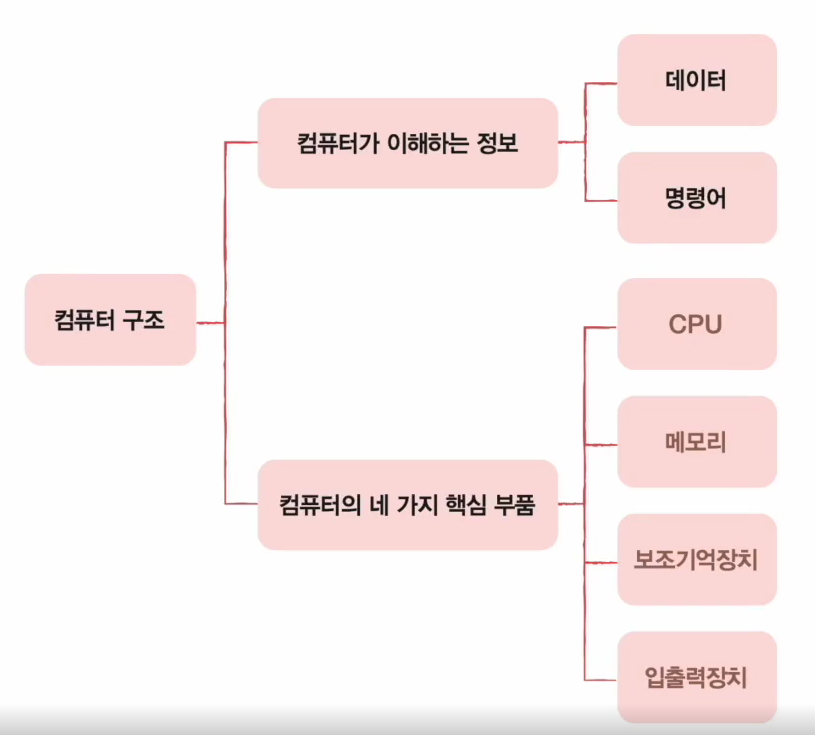 컴퓨터 구조
컴퓨터가 이해하는 정보
데이터
명령어
컴퓨터의 네 가지 핵심 부품
CPU
메모리
보조기억장치
입출력장치